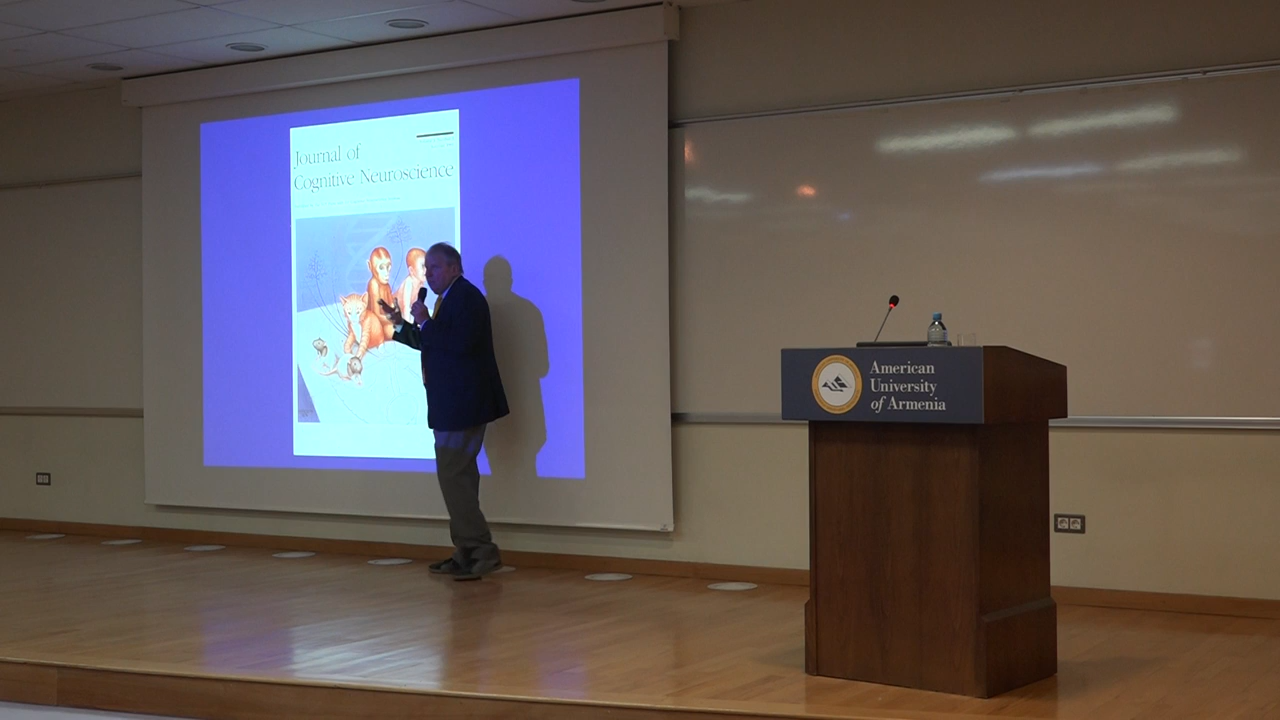 Journal of
Cognitive Neuroscience
American
University
of Armenia